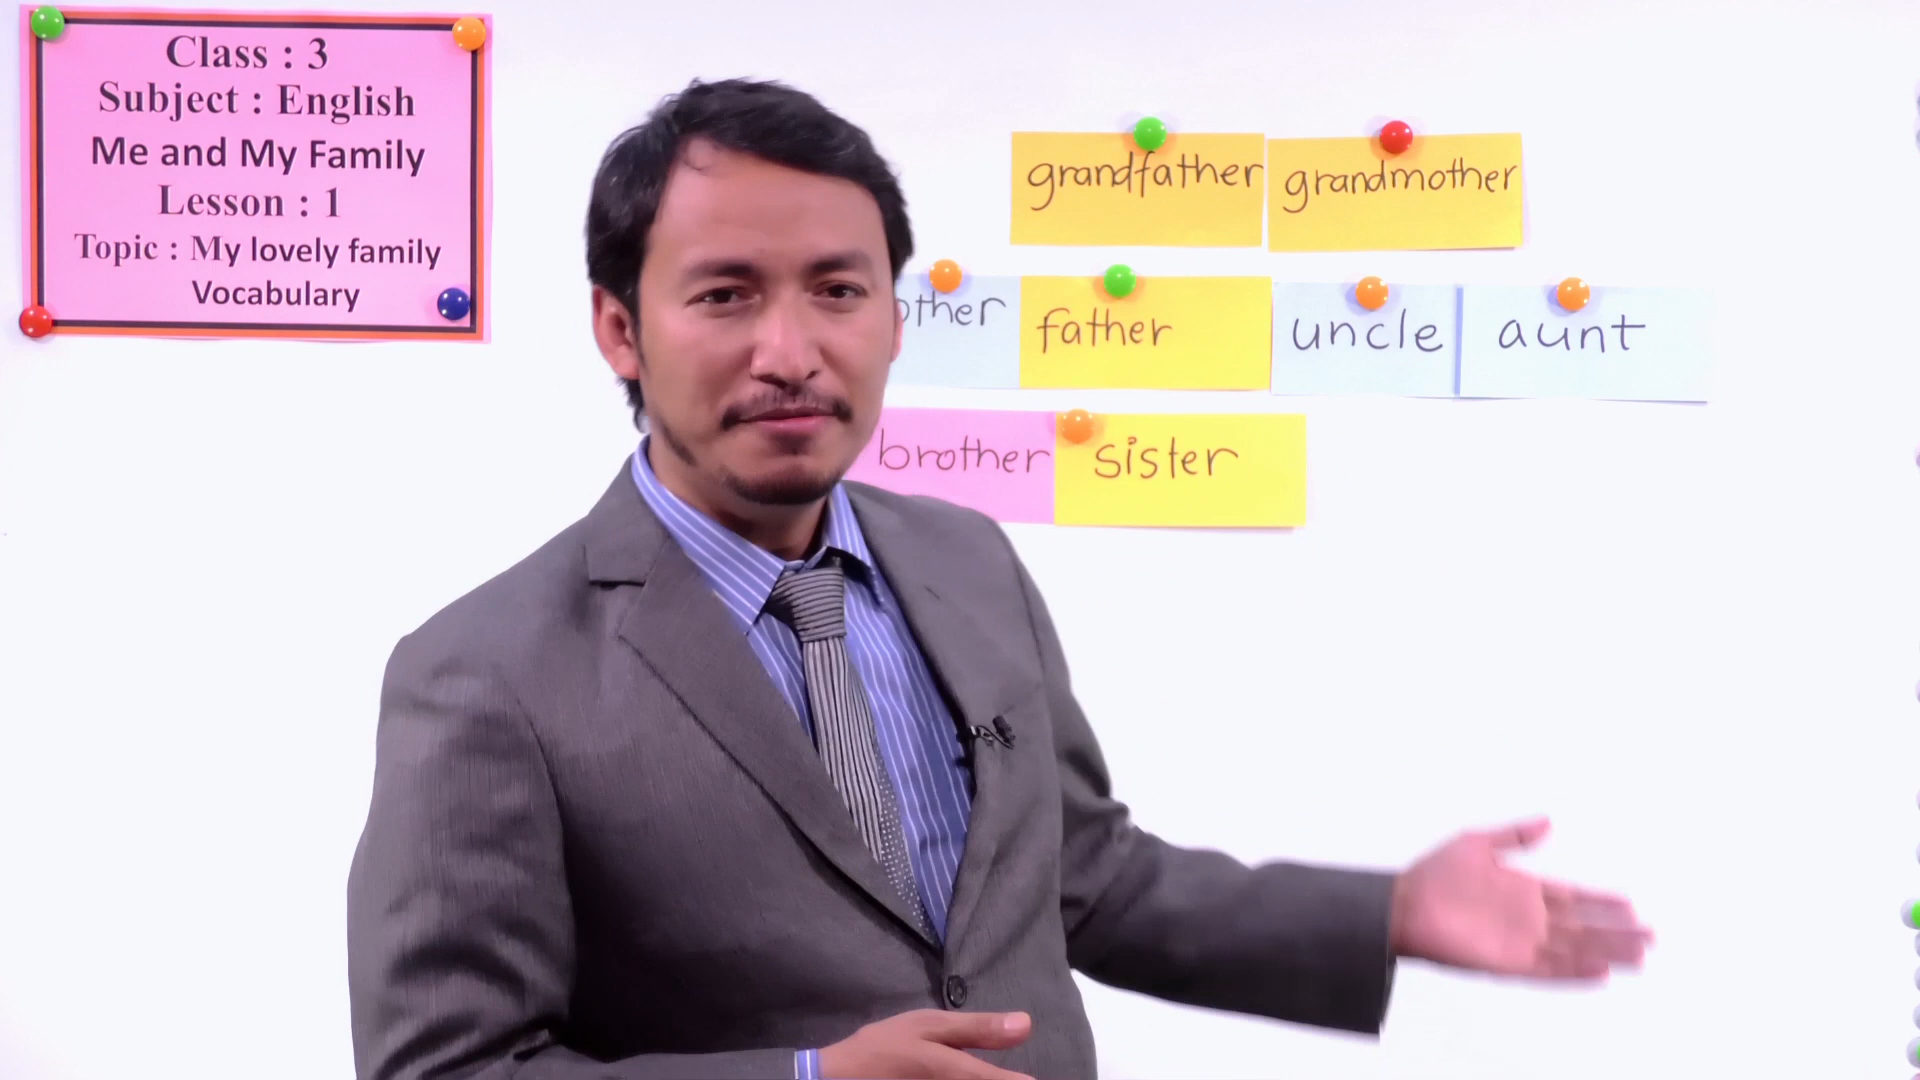 Class : 3
Subject : English
Me and My Family
Lesson : 1
Topic : My lovely family
Vocabulary
grandfather grandmother
father uncle aunt
brother sister